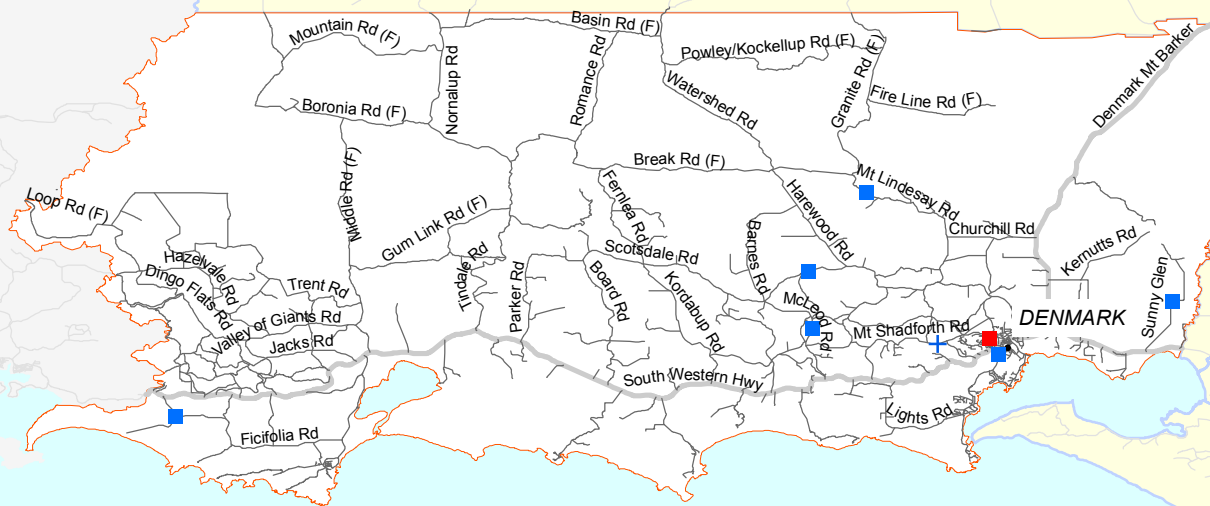 Basin Rd (F)
Mountain Rd (F)
Powley/Kockellup Rd (F)
Denmark Mt Barker
Nornalup Rd
Romance Rd
Granite Rd (F)
Watershed Rd
Fire Line Rd (F)
Boronia Rd (F)
Break Rd (F)
Middle Rd (F)
Fernlea Rd
Mt Lindesay Rd
Harewood Rd
Loop Rd (F)
Gum Link Rd (F)
Churchill Rd
Barnes Rd
Scotsdale Rd
Kernutts Rd
Hazelvale Rd
Tindale Rd
Dingo Flats Rd
Trent Rd
Parker Rd
Board Rd
Kordabup Rd
Sunny Glen
McLeod Rd
Valley of Giants Rd
DENMARK
Mt Shadforth Rd
Jacks Rd
South Western Hwy
Lights Rd
Ficifolia Rd